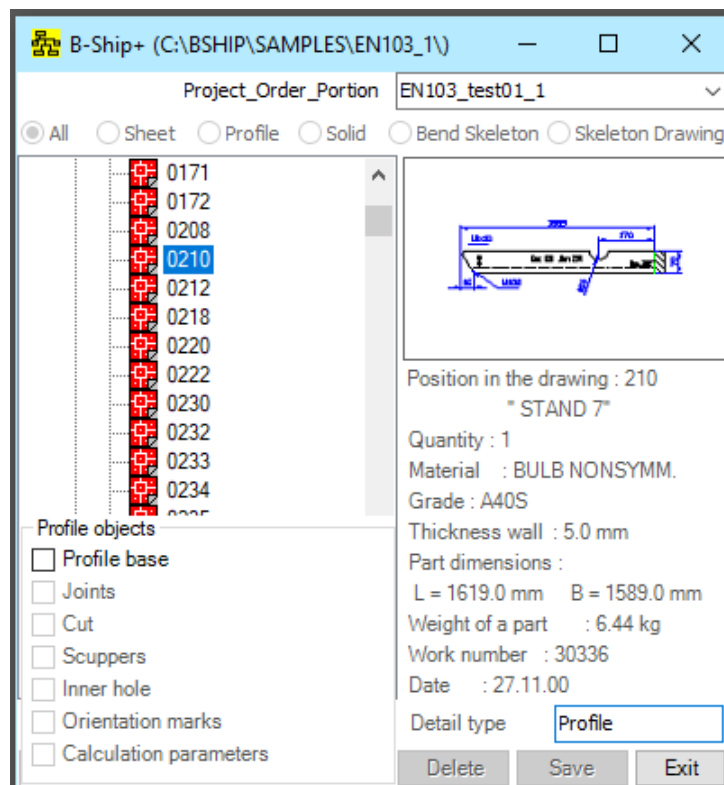 B-Ship+ (C:\BSHIP\SAMPLES\EN103_1\)
Project_Order_Portion EN103_test01_1
All Sheet Profile Solid Bend Skeleton Skeleton Drawing
0171
0172
0208
0210
0212
0218
0220
0222
0230
0232
0233
0234
Position in the drawing : 210
" STAND 7"
Quantity : 1
Material : BULB NONSYMM.
Grade : A40S
Thickness wall : 5.0 mm
Part dimensions :
L = 1619.0 mm B = 1589.0 mm
Weight of a part : 6.44 kg
Work number : 30336
Date : 27.11.00
Detail type Profile
Profile objects
Profile base
Joints
Cut
Scuppers
Inner hole
Orientation marks
Calculation parameters
Delete Save Exit